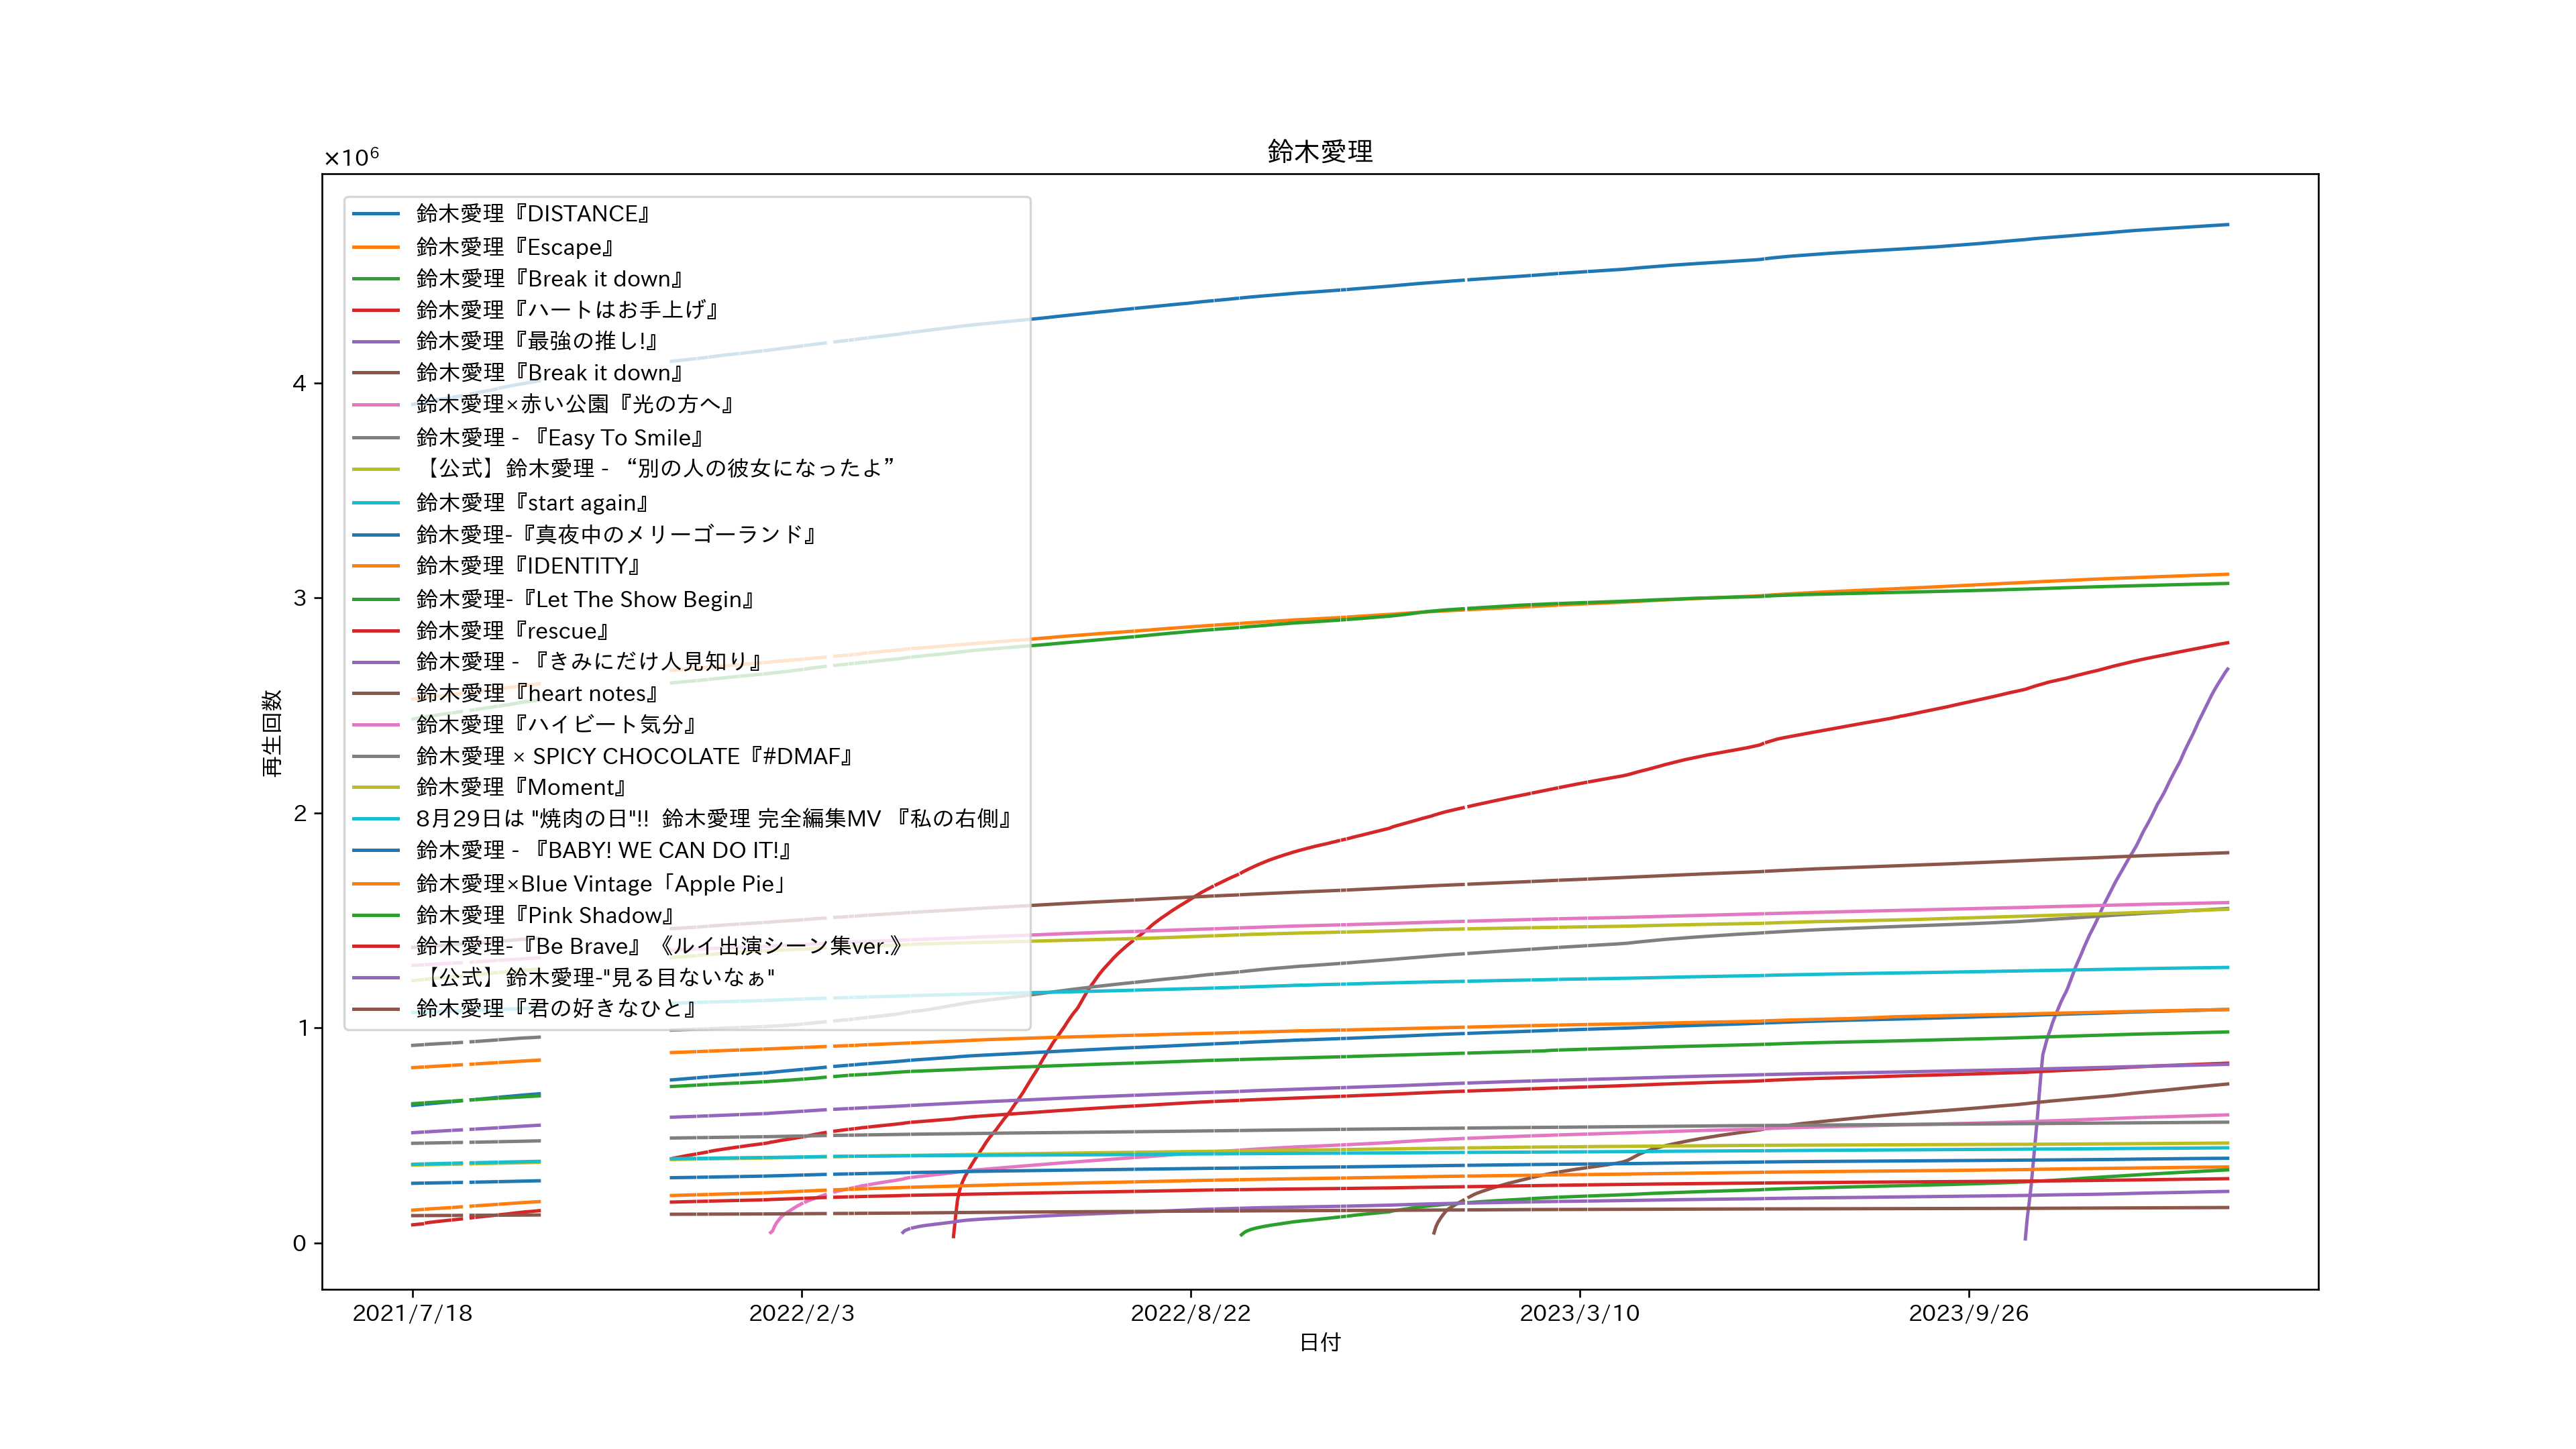 鈴木愛理
×10⁶
鈴木愛理『DISTANCE』
鈴木愛理『Escape』
鈴木愛理『Break it down』
鈴木愛理『ハートはお手上げ』
鈴木愛理『最強の推し!』
鈴木愛理『Break it down』
鈴木愛理×赤い公園『光の方へ』
鈴木愛理 - 『Easy To Smile』
【公式】鈴木愛理 - “別の人の彼女になったよ”
鈴木愛理『start again』
鈴木愛理-『真夜中のメリーゴーランド』
鈴木愛理『IDENTITY』
鈴木愛理-『Let The Show Begin』
鈴木愛理『rescue』
鈴木愛理 - 『きみにだけ人見知り』
鈴木愛理『heart notes』
鈴木愛理『ハイビート気分』
鈴木愛理 × SPICY CHOCOLATE『#DMAF』
鈴木愛理『Moment』
8月29日は "焼肉の日"!! 鈴木愛理 完全編集MV 『私の右側』
鈴木愛理 - 『BABY! WE CAN DO IT!』
鈴木愛理×Blue Vintage「Apple Pie」
鈴木愛理『Pink Shadow』
鈴木愛理-『Be Brave』《ルイ出演シーン集ver.》
【公式】鈴木愛理-"見る目ないなぁ"
鈴木愛理『君の好きなひと』
再生回数
4
3
2
1
0
2021/7/18
2022/2/3
2022/8/22
2023/3/10
2023/9/26
日付